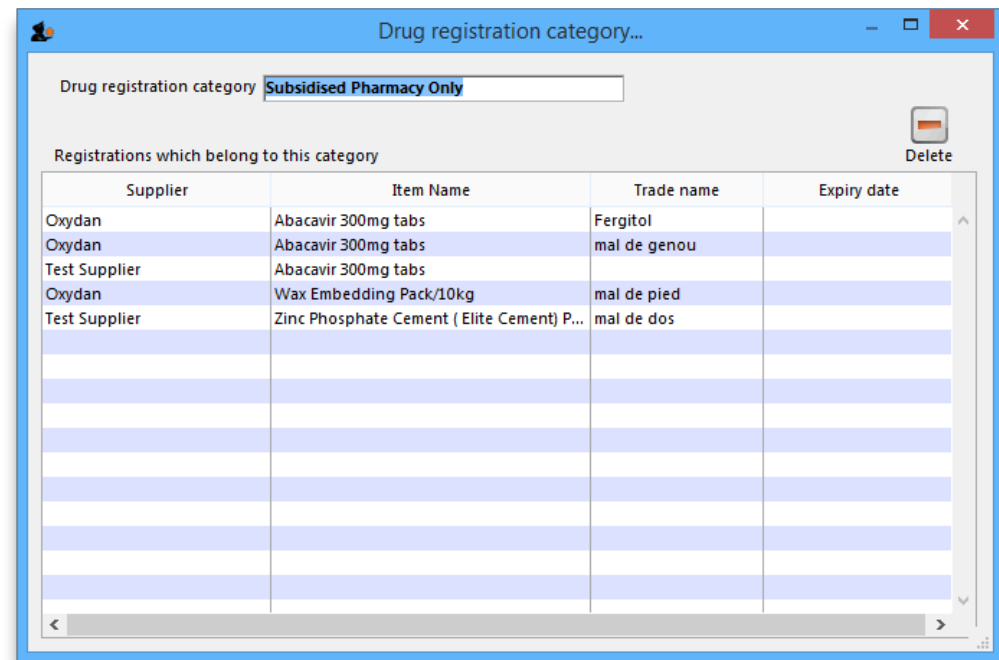 Drug registration category...
Drug registration category Subsidised Pharmacy Only
Delete
Registrations which belong to this category
Supplier Item Name Trade name Expiry date
Oxydan Abacavir 300mg tabs Fergitol
Oxydan Abacavir 300mg tabs mal de genou
Test Supplier Abacavir 300mg tabs
Oxydan Wax Embedding Pack/10kg mal de pied
Test Supplier Zinc Phosphate Cement ( Elite Cement) P... mal de dos